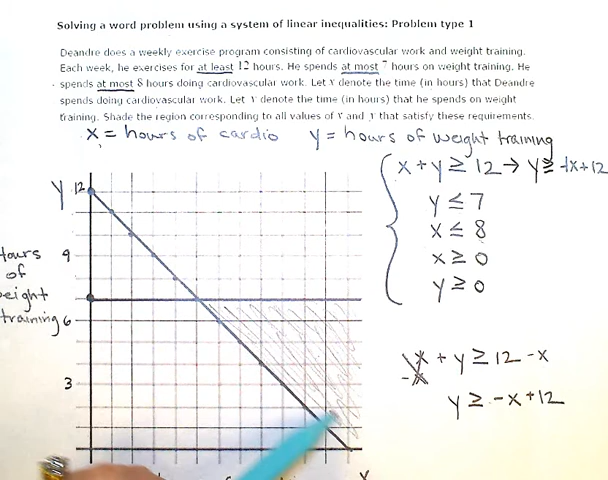 Solving a word problem using a system of linear inequalities: Problem type 1
Deandre does a weekly exercise program consisting of cardiovascular work and weight training.
Each week, he exercises for at least 12 hours. He spends at most 7 hours on weight training. He
spends at most 8 hours doing cardiovascular work. Let x denote the time (in hours) that Deandre
spends doing cardiovascular work. Let y denote the time (in hours) that he spends on weight
training. Shade the region corresponding to all values of x and y that satisfy these requirements.
x = hours of cardio y = hours of weight training
x + y ≥ 12 → y ≥ -1x + 12
y ≤ 7
x ≤ 8
x ≥ 0
y ≥ 0
y 12
9
Hours
of
weight
training 6
3
x + y ≥ 12 - x
-x
y ≥ -x + 12
x